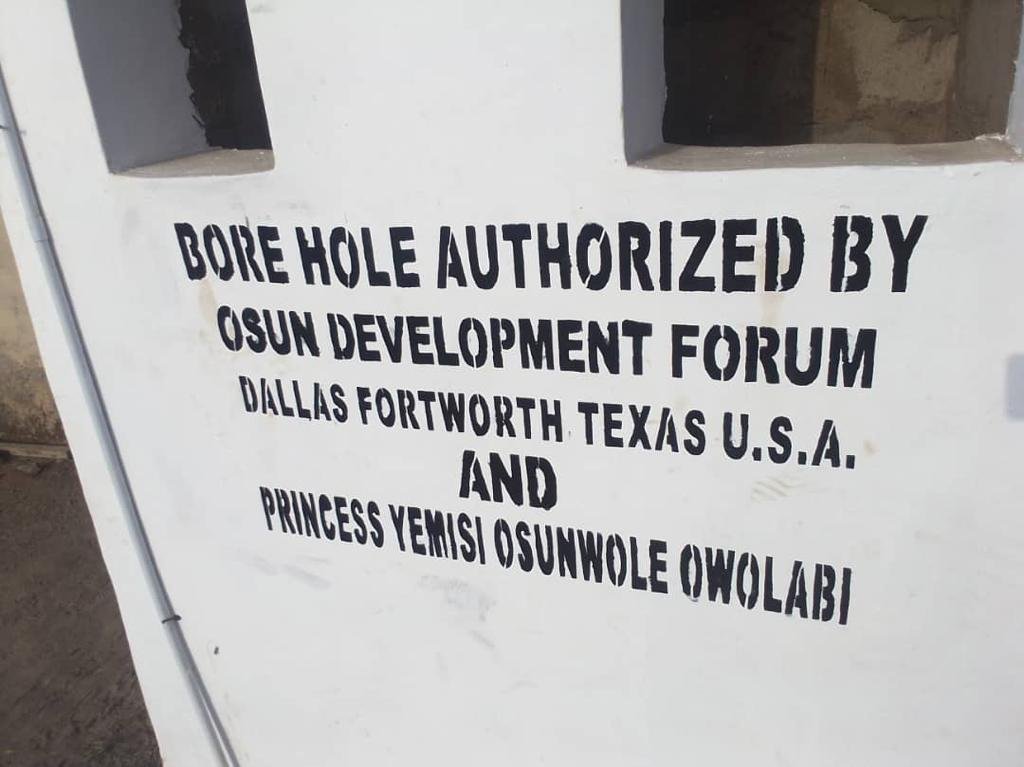 BORE HOLE AUTHORIZED BY
OSUN DEVELOPMENT FORUM
DALLAS FORTWORTH TEXAS U.S.A.
AND
PRINCESS YEMISI OSUNWOLE OWOLABI